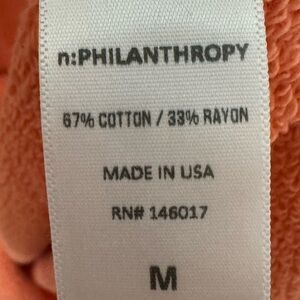 n:PHILANTHROPY
67% COTTON / 33% RAYON
MADE IN USA
RN# 146017
M